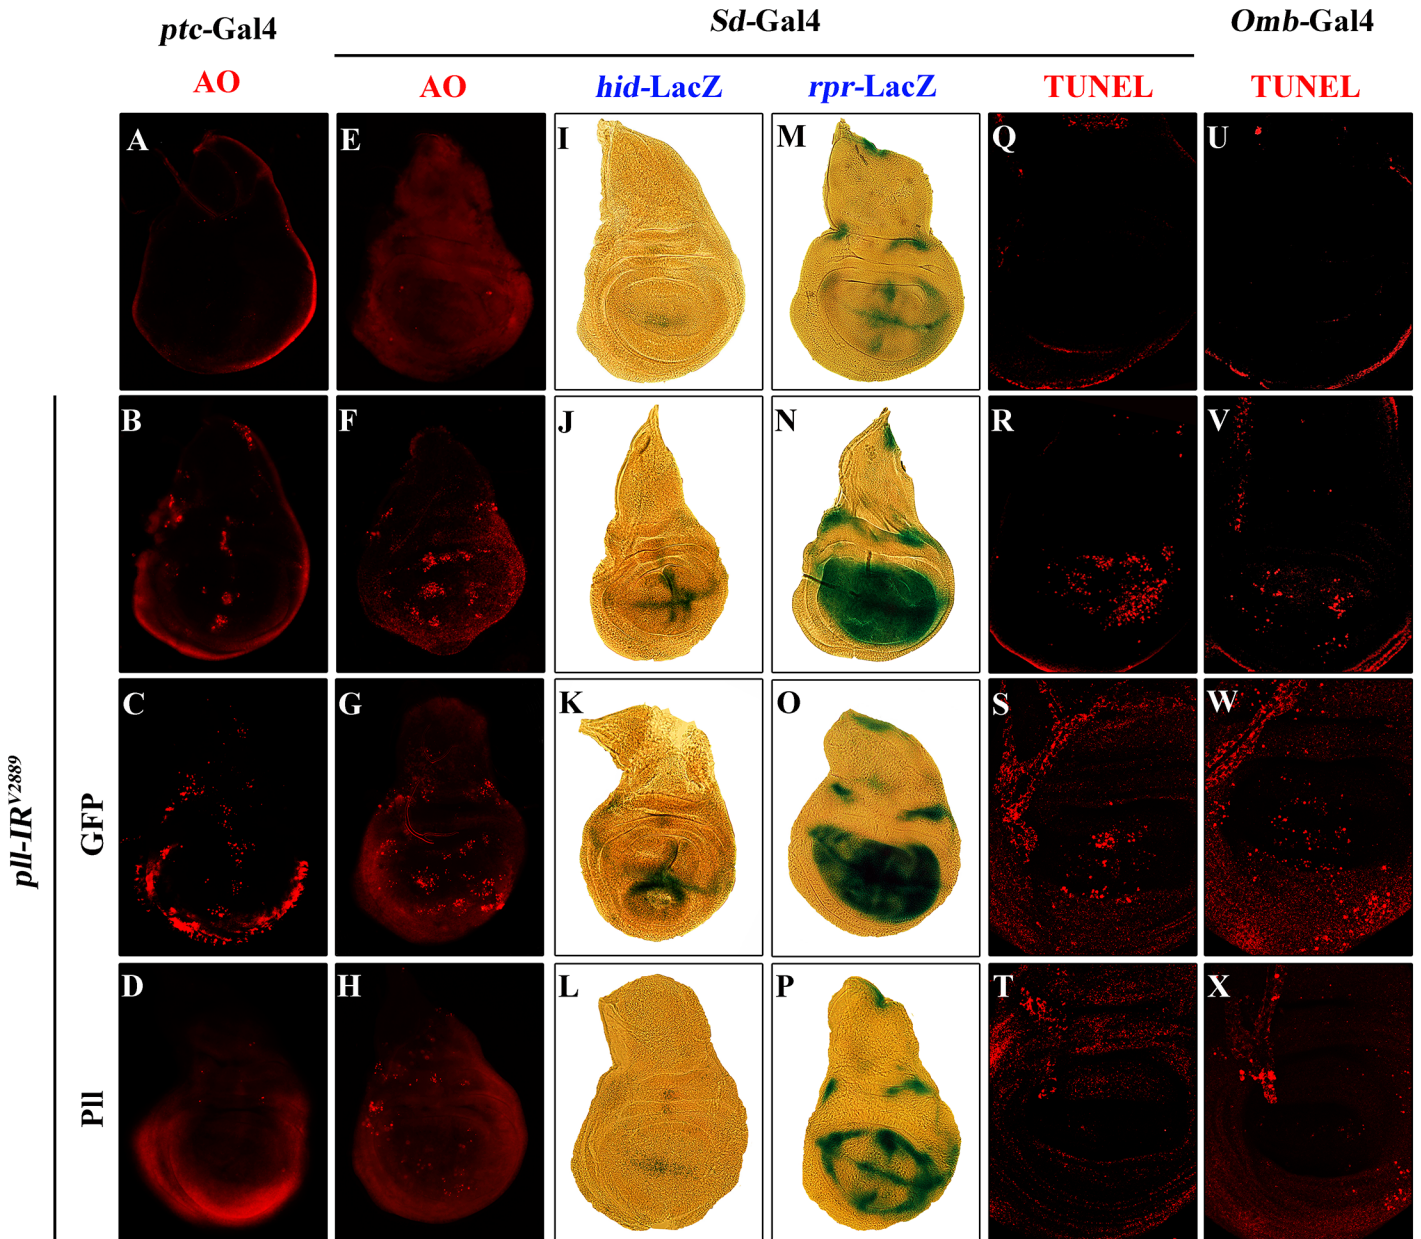 ptc-Gal4 Sd-Gal4 Omb-Gal4
AO AO hid-LacZ rpr-LacZ TUNEL TUNEL
A E I M Q U
B F J N R V
C G K O S W
D H L P T X
pll-IR^V2889
GFP
Pll